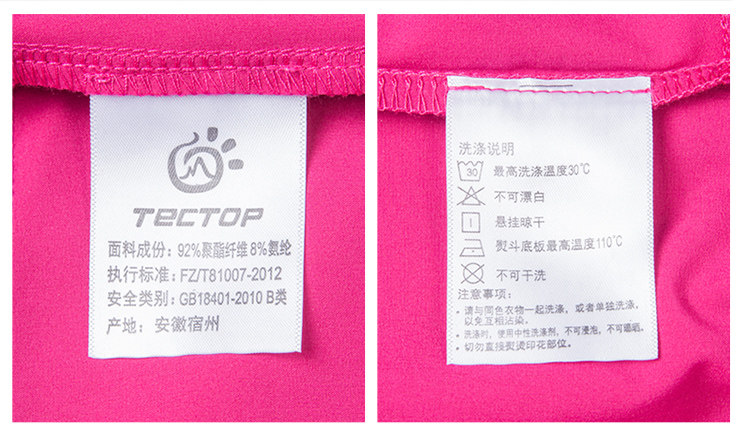 TECTOP
面料成份: 92%聚酯纤维 8%氨纶
执行标准: FZ/T81007-2012
安全类别: GB18401-2010 B类
产地: 安徽宿州
洗涤说明
30 最高洗涤温度30℃
不可漂白
悬挂晾干
熨斗底板最高温度110℃
不可干洗
注意事项:
• 请与同色衣物一起洗涤, 或者单独洗涤,
以免互相沾染.
• 洗涤时, 使用中性洗涤剂, 不可浸泡, 不可曝晒.
• 切勿直接熨烫印花部位.